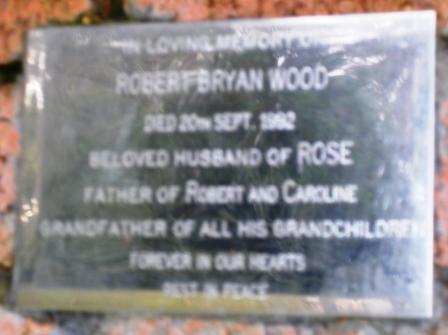 IN LOVING MEMORY OF
ROBERT BRYAN WOOD
DIED 20TH SEPT. 1982
BELOVED HUSBAND OF ROSE
FATHER OF ROBERT AND CAROLINE
GRANDFATHER OF ALL HIS GRANDCHILDREN
FOREVER IN OUR HEARTS
REST IN PEACE